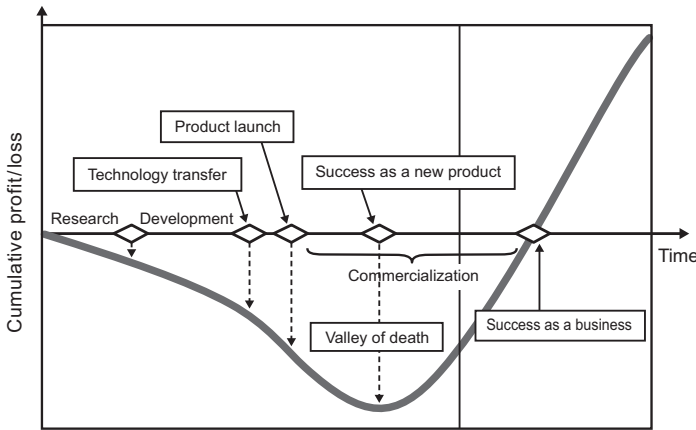 Cumulative profit/loss
Product launch
Technology transfer
Success as a new product
Research
Development
Time
Commercialization
Valley of death
Success as a business